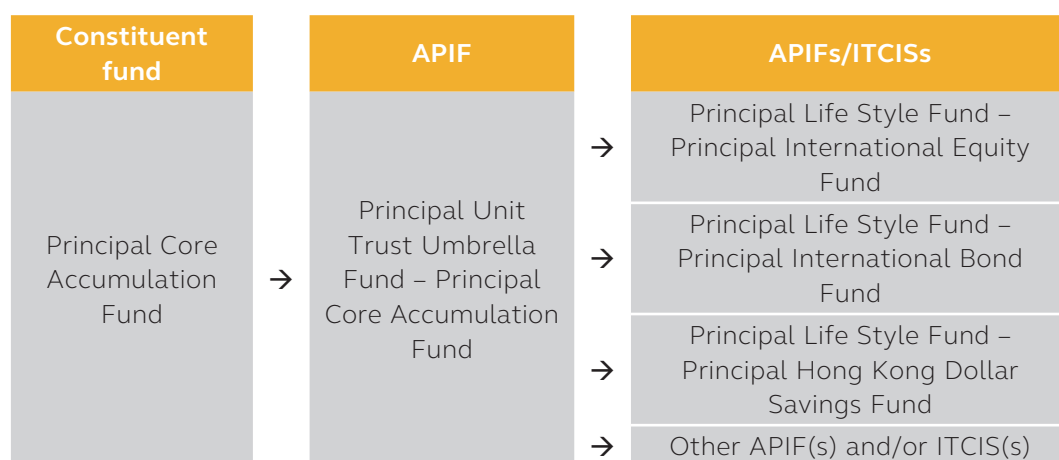 Constituent
fund
APIF
APIFs/ITCISs
Principal Core
Accumulation
Fund
→
Principal Unit
Trust Umbrella
Fund – Principal
Core Accumulation
Fund
→
Principal Life Style Fund –
Principal International Equity
Fund
→
Principal Life Style Fund –
Principal International Bond
Fund
→
Principal Life Style Fund –
Principal Hong Kong Dollar
Savings Fund
→
Other APIF(s) and/or ITCIS(s)